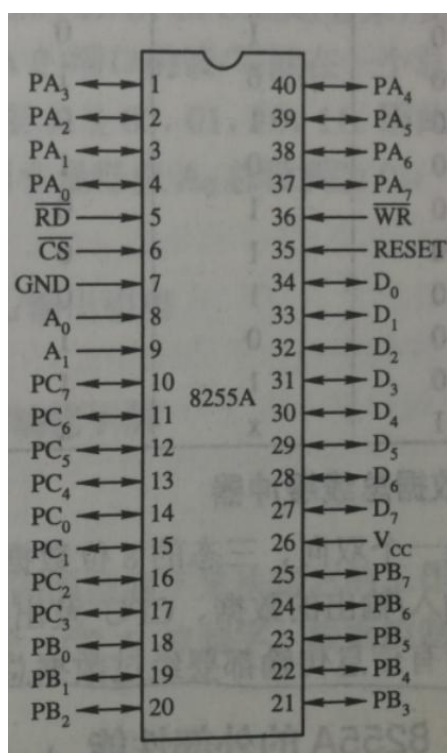 PA₃ 1 40 PA₄
PA₂ 2 39 PA₅
PA₁ 3 38 PA₆
PA₀ 4 37 PA₇
R̅D̅ 5 36 W̅R̅
C̅S̅ 6 35 RESET
GND 7 34 D₀
A₀ 8 33 D₁
A₁ 9 32 D₂
PC₇ 10 31 D₃
8255A
PC₆ 11 30 D₄
PC₅ 12 29 D₅
PC₄ 13 28 D₆
PC₀ 14 27 D₇
PC₁ 15 26 V_CC
PC₂ 16 25 PB₇
PC₃ 17 24 PB₆
PB₀ 18 23 PB₅
PB₁ 19 22 PB₄
PB₂ 20 21 PB₃